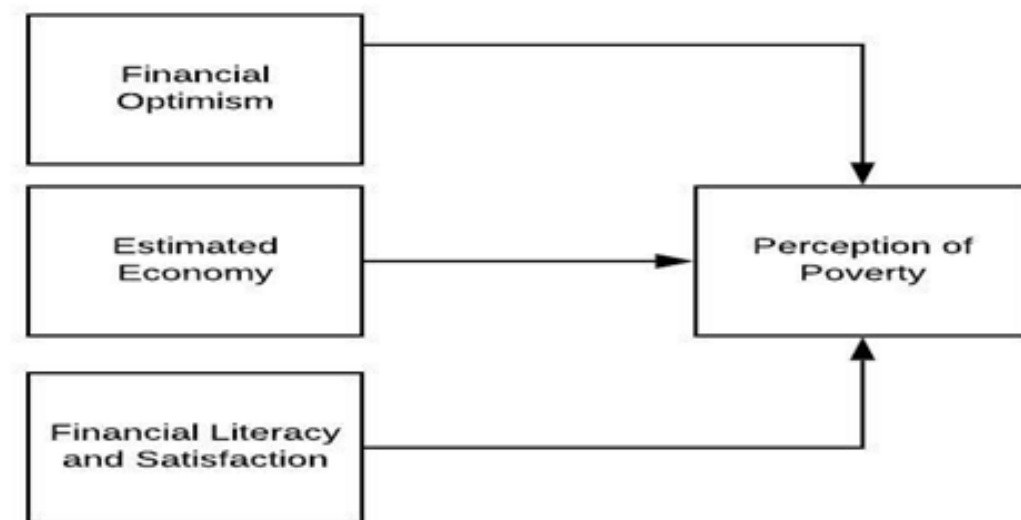 Financial
Optimism
Estimated
Economy
Perception of
Poverty
Financial Literacy
and Satisfaction